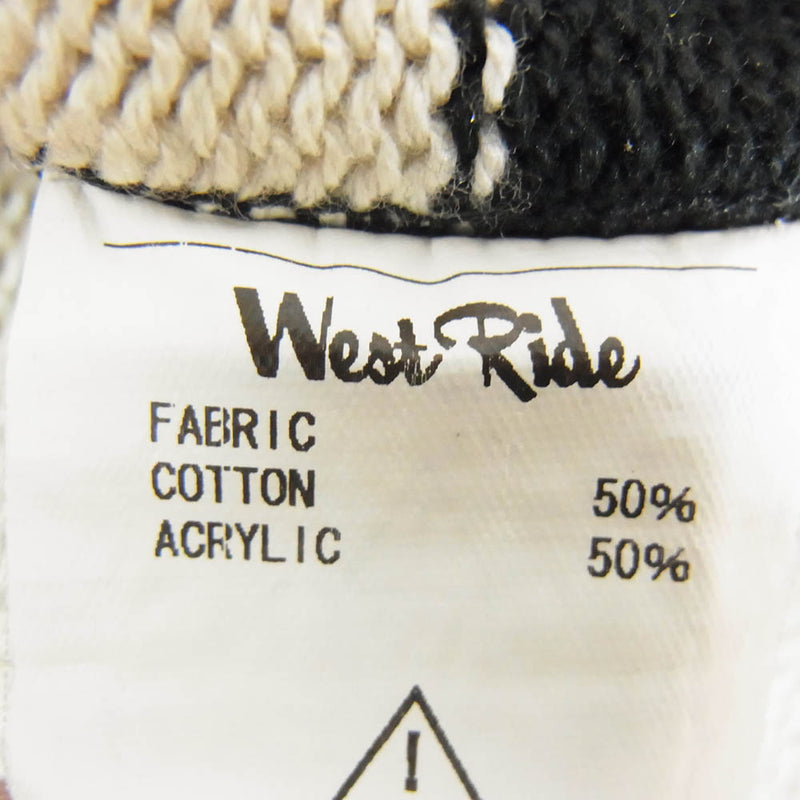 West Ride
FABRIC
COTTON 50%
ACRYLIC 50%
!